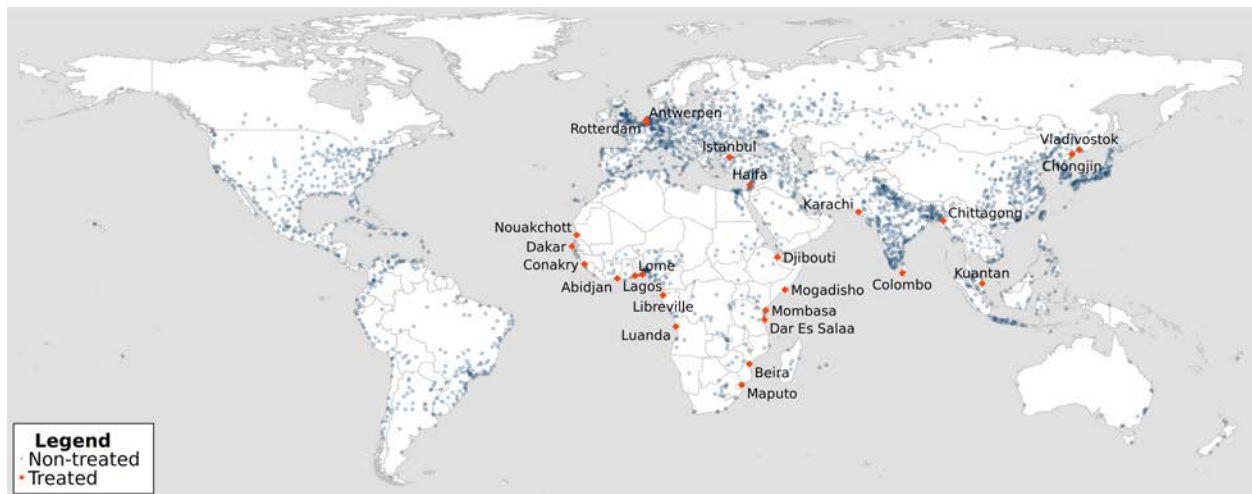 Antwerpen
Rotterdam
Istanbul
Haifa
Vladivostok
Chongjin
Karachi
Chittagong
Nouakchott
Dakar
Conakry
Abidjan
Lome
Lagos
Libreville
Luanda
Djibouti
Mogadisho
Mombasa
Dar Es Salaa
Beira
Maputo
Colombo
Kuantan
Legend
Non-treated
Treated